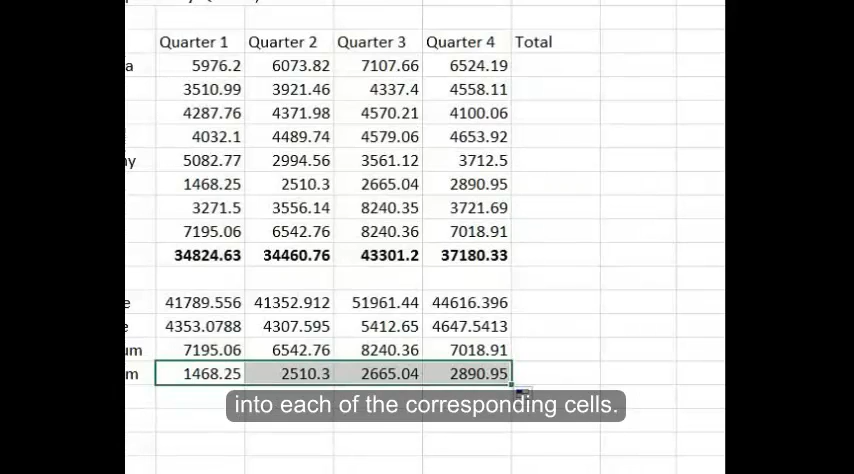 Quarter 1 Quarter 2 Quarter 3 Quarter 4 Total
a 5976.2 6073.82 7107.66 6524.19
3510.99 3921.46 4337.4 4558.11
4287.76 4371.98 4570.21 4100.06
4032.1 4489.74 4579.06 4653.92
ny 5082.77 2994.56 3561.12 3712.5
1468.25 2510.3 2665.04 2890.95
3271.5 3556.14 8240.35 3721.69
7195.06 6542.76 8240.36 7018.91
34824.63 34460.76 43301.2 37180.33
e 41789.556 41352.912 51961.44 44616.396
e 4353.0788 4307.595 5412.65 4647.5413
um 7195.06 6542.76 8240.36 7018.91
m 1468.25 2510.3 2665.04 2890.95
into each of the corresponding cells.